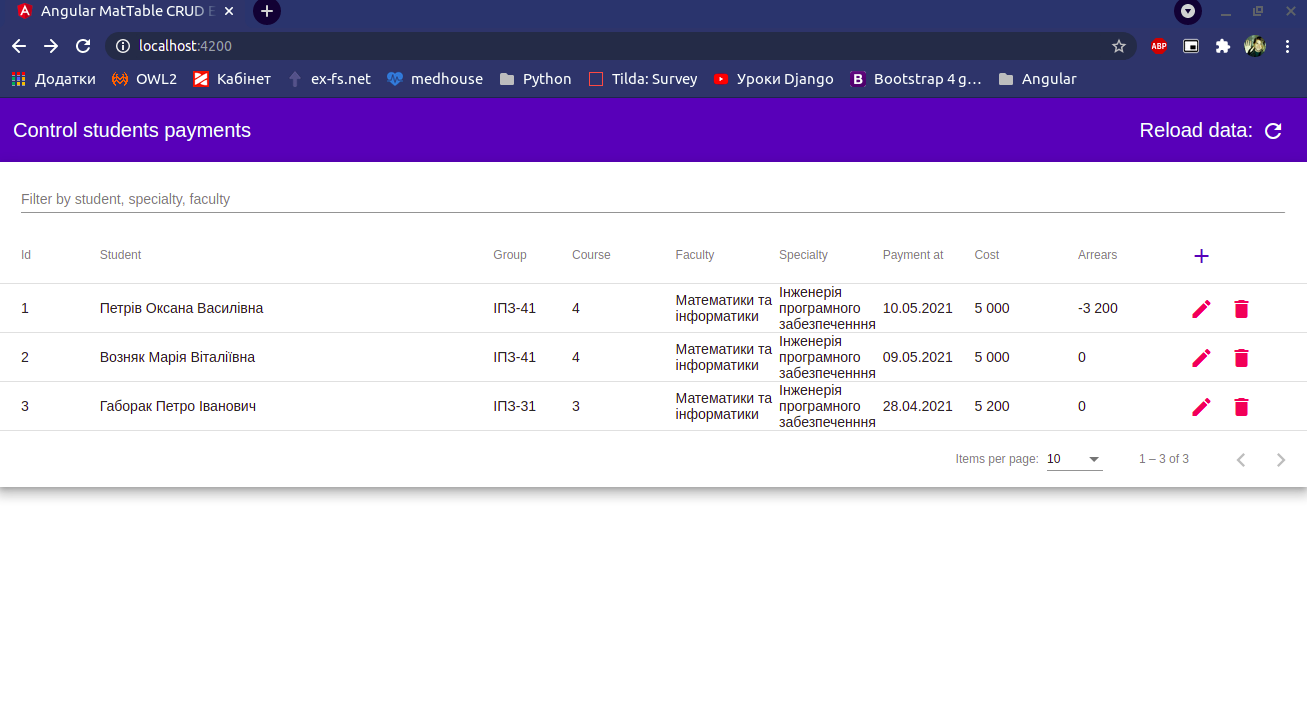 Angular MatTable CRUD E
localhost:4200
ABP
Додатки OWL2 Кабінет ex-fs.net medhouse Python Tilda: Survey Уроки Django B Bootstrap 4 g… Angular
Control students payments Reload data:
Filter by student, specialty, faculty
Id Student Group Course Faculty Specialty Payment at Cost Arrears
1 Петрів Оксана Василівна ІПЗ-41 4 Математики та інформатики Інженерія програмного забезпеченння 10.05.2021 5 000 -3 200
2 Возняк Марія Віталіївна ІПЗ-41 4 Математики та інформатики Інженерія програмного забезпеченння 09.05.2021 5 000 0
3 Габорак Петро Іванович ІПЗ-31 3 Математики та інформатики Інженерія програмного забезпеченння 28.04.2021 5 200 0
Items per page: 10 1 – 3 of 3